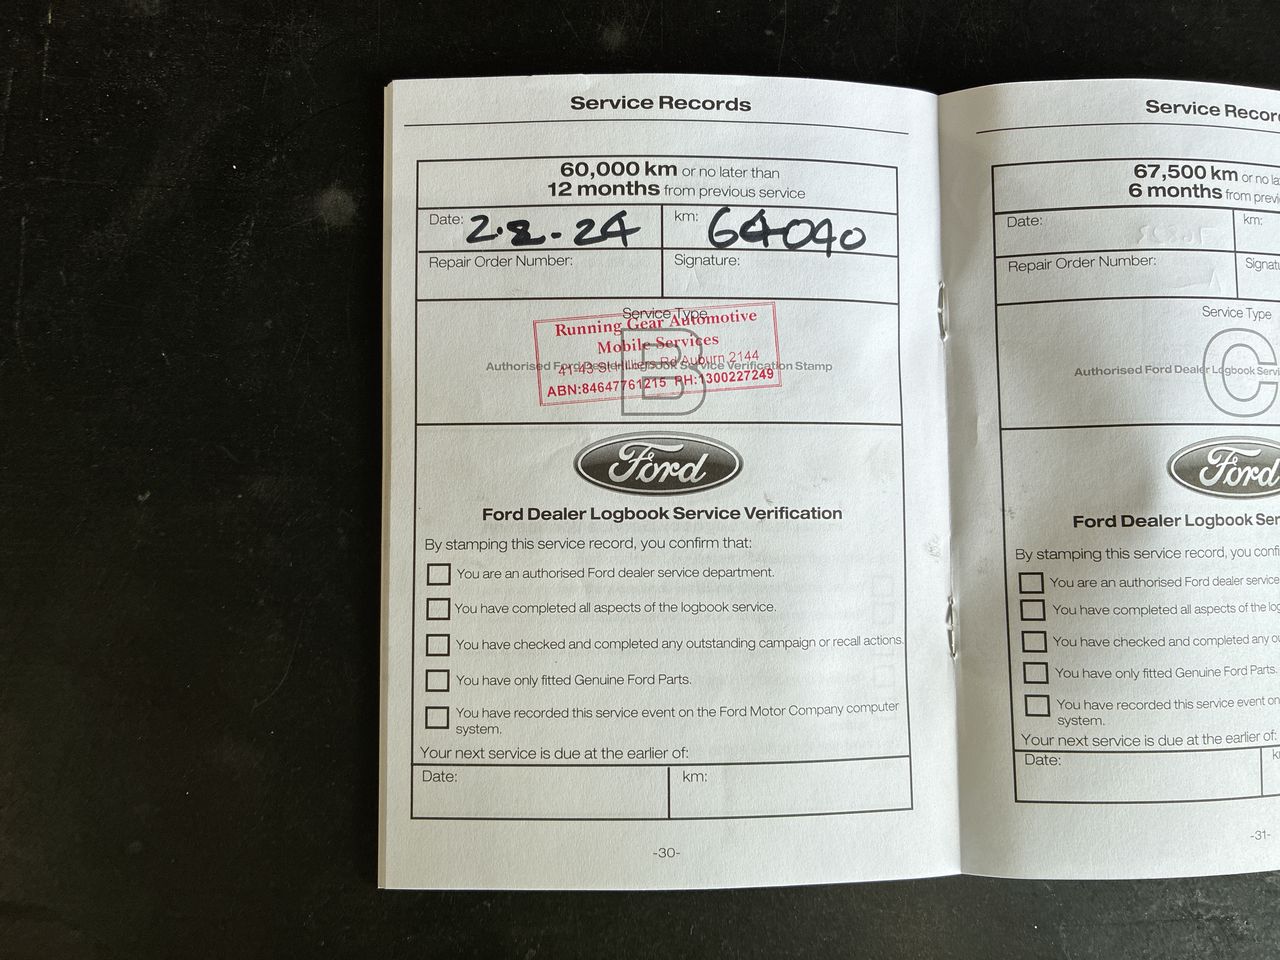 Service Records
60,000 km or no later than
12 months from previous service
Date: 2.8.24
km: 64040
Repair Order Number:
Signature:
Service Type
B
Authorised Ford Dealer Logbook Service Verification Stamp
Running Gear Automotive
Mobile Services
41-43 St Hilliers Rd Auburn 2144
ABN:84647761215 PH:1300227249
Ford
Ford Dealer Logbook Service Verification
By stamping this service record, you confirm that:
You are an authorised Ford dealer service department.
You have completed all aspects of the logbook service.
You have checked and completed any outstanding campaign or recall actions.
You have only fitted Genuine Ford Parts.
You have recorded this service event on the Ford Motor Company computer
system.
Your next service is due at the earlier of:
Date:
km:
-30-
Service Recor
67,500 km or no la
6 months from previ
Date:
km:
Repair Order Number:
Signatu
Service Type
C
Authorised Ford Dealer Logbook Servi
Ford
Ford Dealer Logbook Ser
By stamping this service record, you confi
You are an authorised Ford dealer service
You have completed all aspects of the log
You have checked and completed any ou
You have only fitted Genuine Ford Parts.
You have recorded this service event on
system.
Your next service is due at the earlier of:
Date:
k
-31-